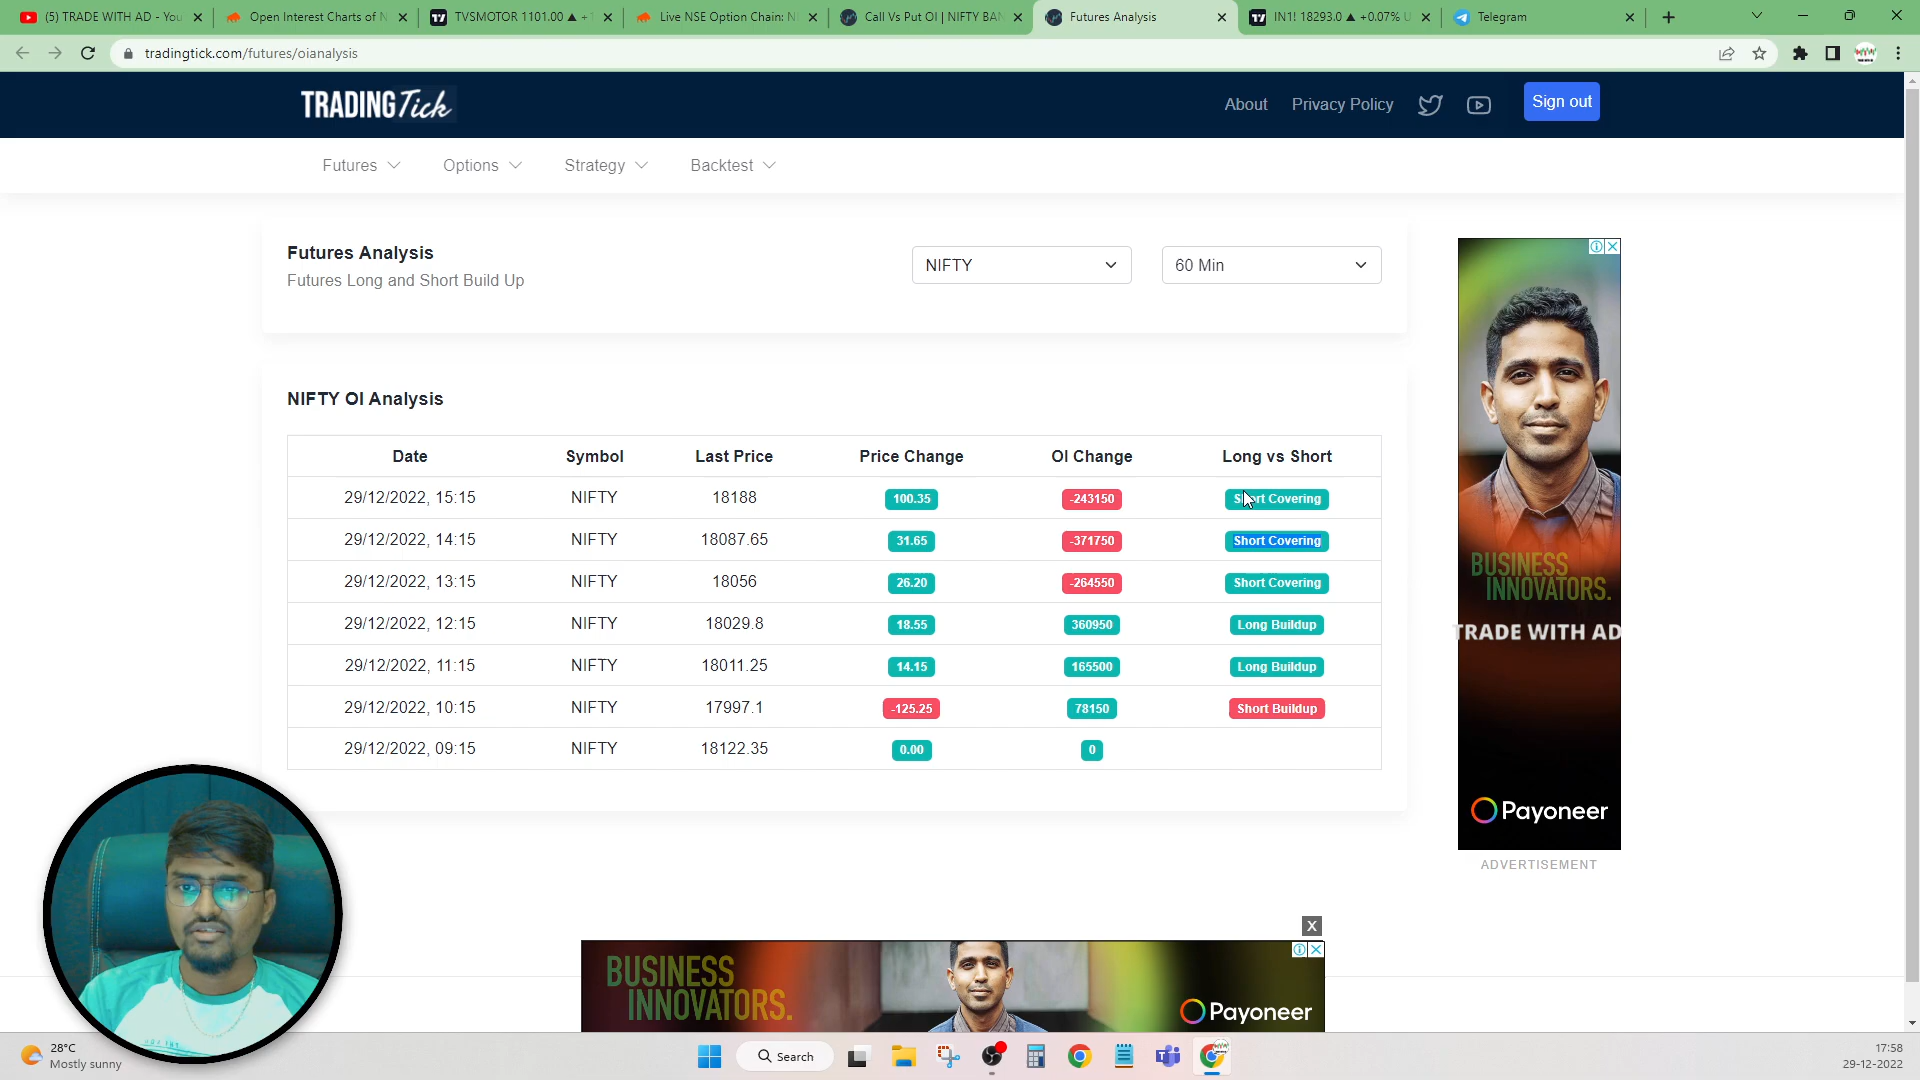 (5) TRADE WITH AD - You
Open Interest Charts of N
TVSMOTOR 1101.00 ▲ +1
Live NSE Option Chain: N
Call Vs Put OI | NIFTY BAN
Futures Analysis
IN1! 18293.0 ▲ +0.07% U
Telegram
tradingtick.com/futures/oianalysis
TRADINGTick
About
Privacy Policy
Sign out
Futures
Options
Strategy
Backtest
Futures Analysis
Futures Long and Short Build Up
NIFTY
60 Min
NIFTY OI Analysis
Date Symbol Last Price Price Change OI Change Long vs Short
29/12/2022, 15:15 NIFTY 18188 100.35 -243150 Short Covering
29/12/2022, 14:15 NIFTY 18087.65 31.65 -371750 Short Covering
29/12/2022, 13:15 NIFTY 18056 26.20 -264550 Short Covering
29/12/2022, 12:15 NIFTY 18029.8 18.55 360950 Long Buildup
29/12/2022, 11:15 NIFTY 18011.25 14.15 165500 Long Buildup
29/12/2022, 10:15 NIFTY 17997.1 -125.25 78150 Short Buildup
29/12/2022, 09:15 NIFTY 18122.35 0.00 0
BUSINESS
INNOVATORS.
TRADE WITH AD
Payoneer
ADVERTISEMENT
X
BUSINESS
INNOVATORS.
Payoneer
28°C
Mostly sunny
Search
17:58
29-12-2022